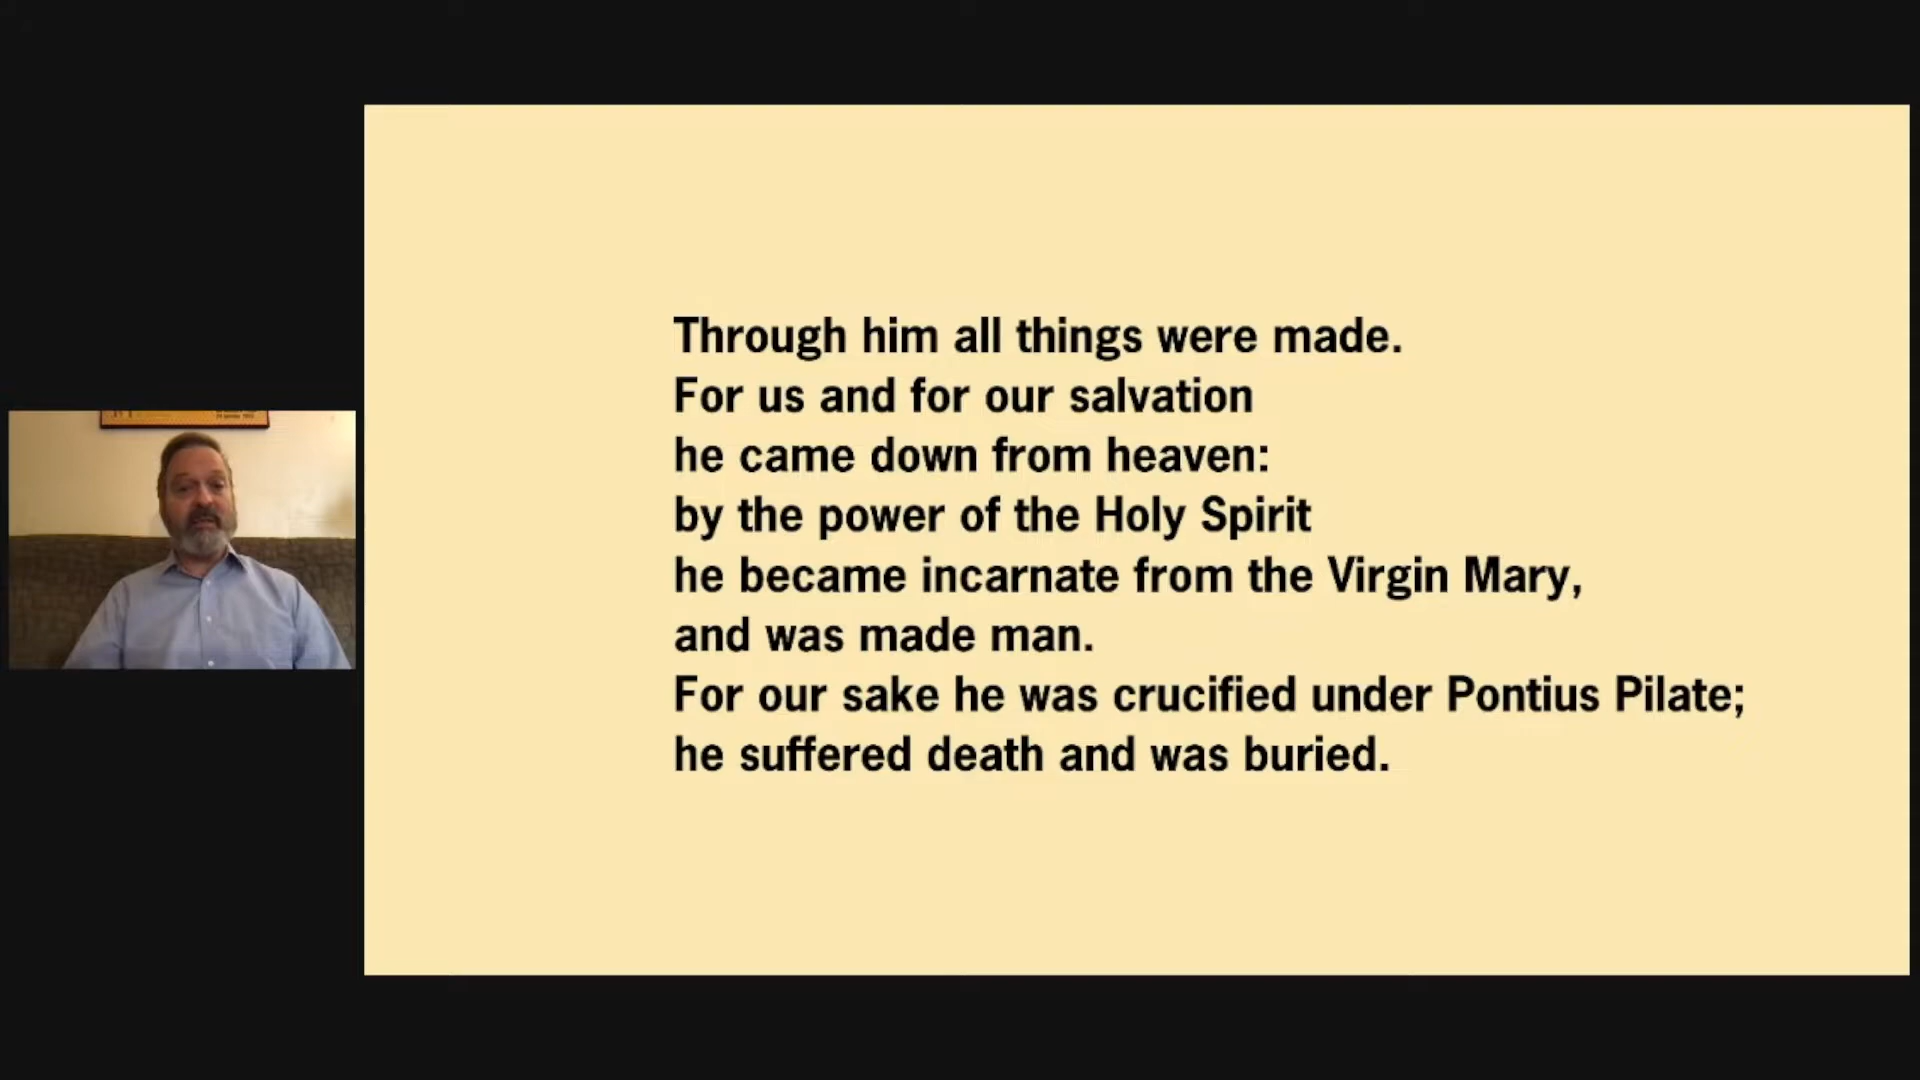 Through him all things were made.
For us and for our salvation
he came down from heaven:
by the power of the Holy Spirit
he became incarnate from the Virgin Mary,
and was made man.
For our sake he was crucified under Pontius Pilate;
he suffered death and was buried.